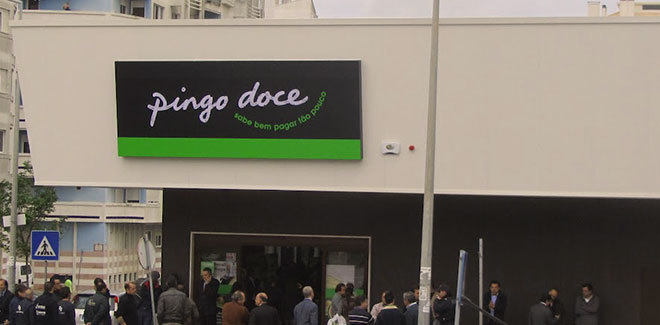 pingo doce
sabe bem pagar tão pouco